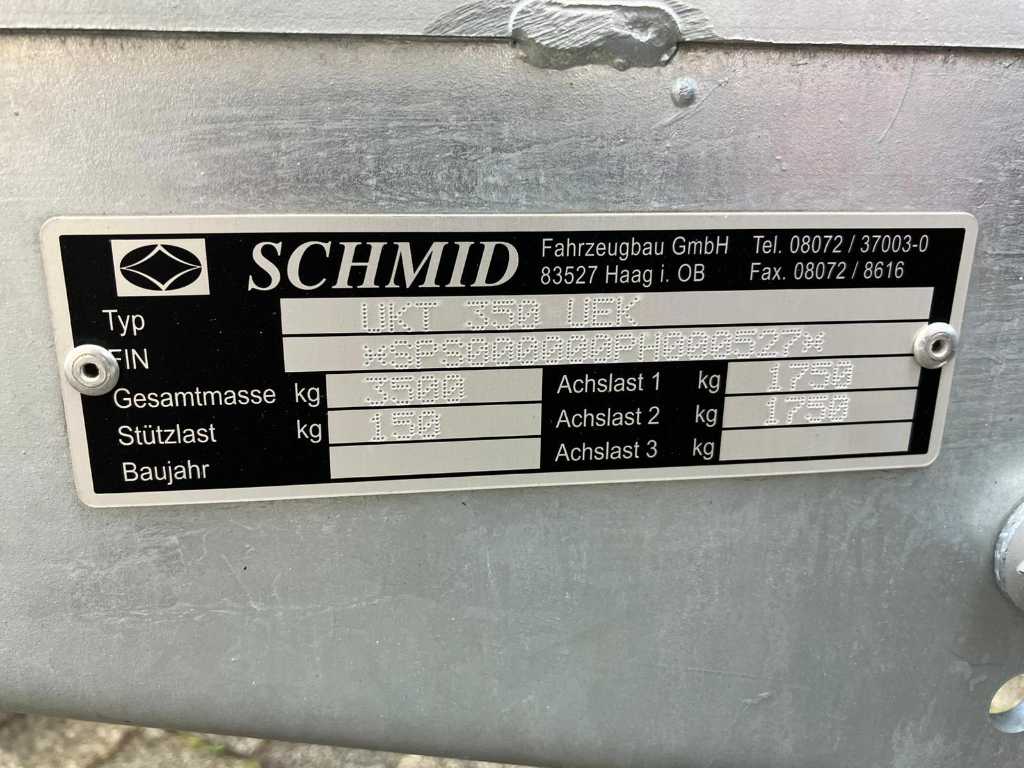 SCHMID Fahrzeugbau GmbH Tel. 08072 / 37003-0
83527 Haag i. OB Fax. 08072 / 8616
Typ UKT 350 UEK
FIN *SPS000000PH000527*
Gesamtmasse kg 3500 Achslast 1 kg 1750
Stützlast kg 150 Achslast 2 kg 1750
Baujahr Achslast 3 kg